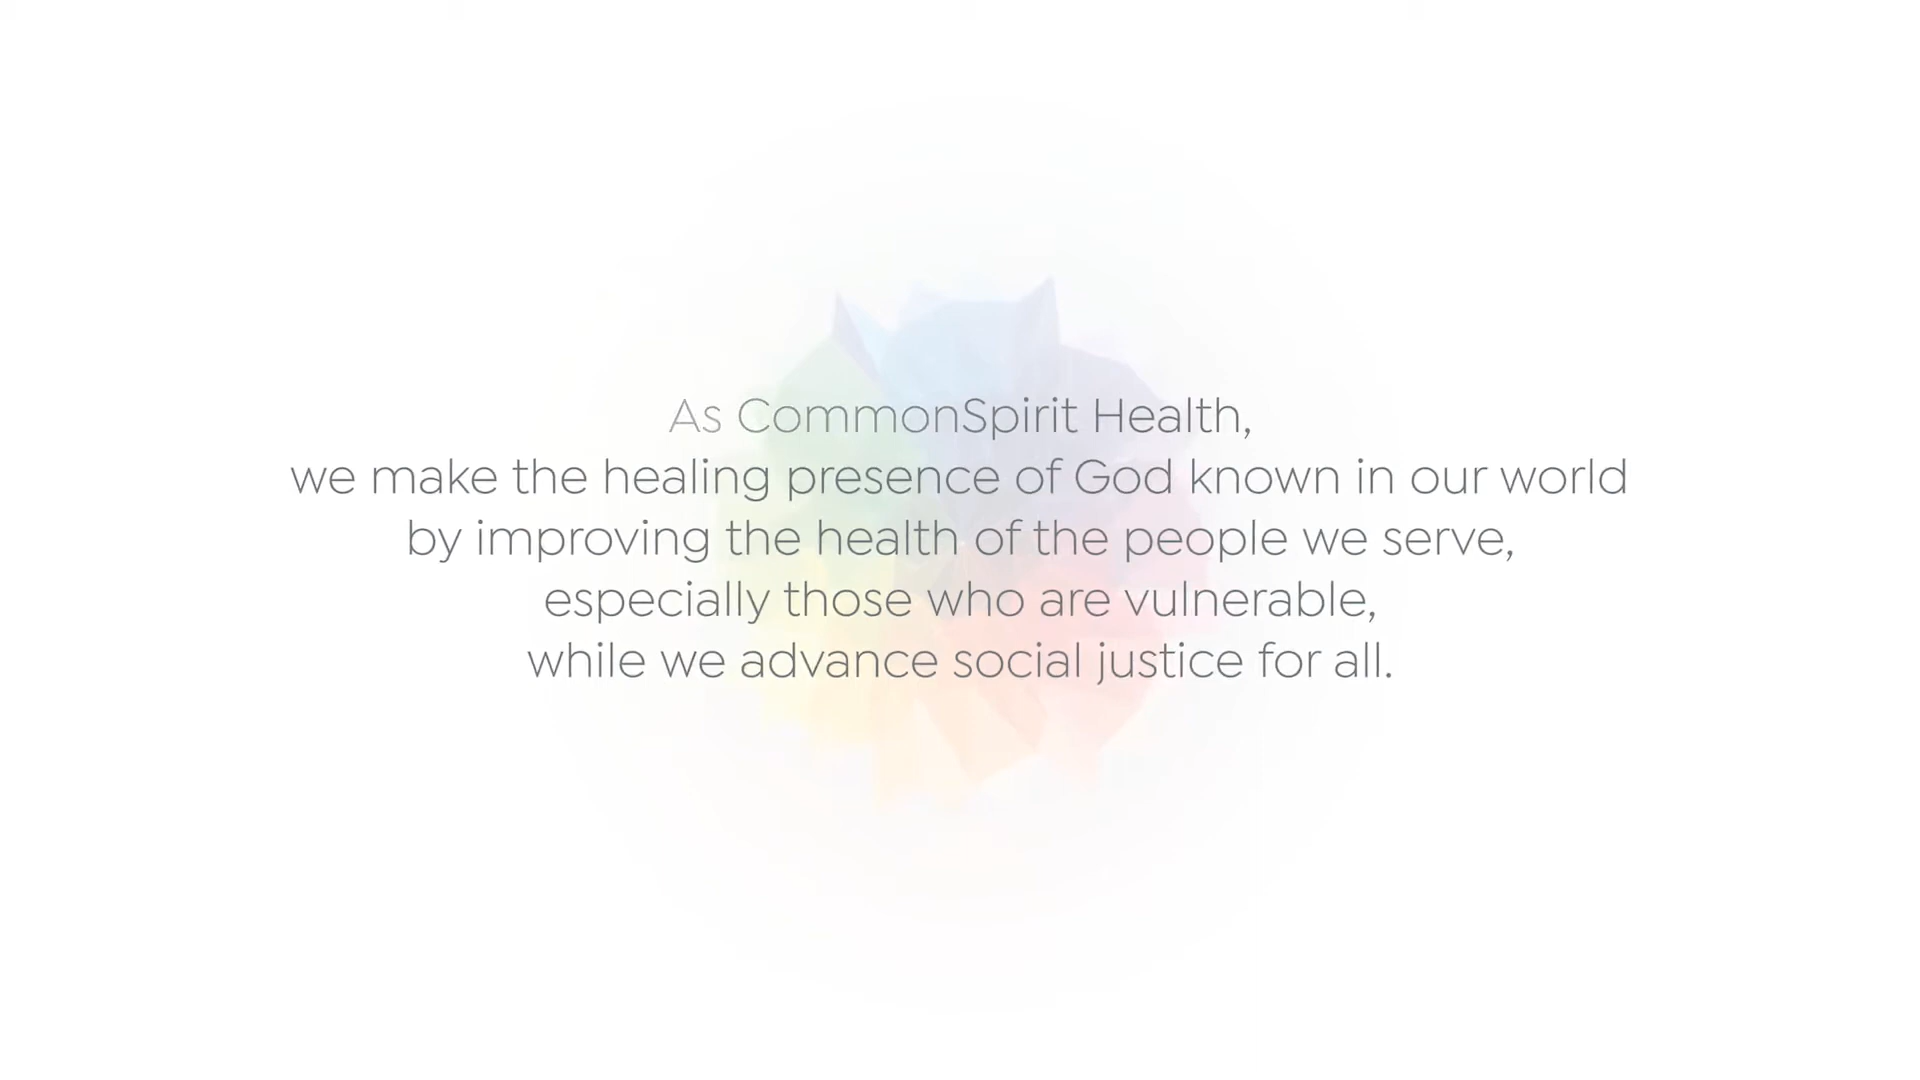 As CommonSpirit Health,
we make the healing presence of God known in our world
by improving the health of the people we serve,
especially those who are vulnerable,
while we advance social justice for all.